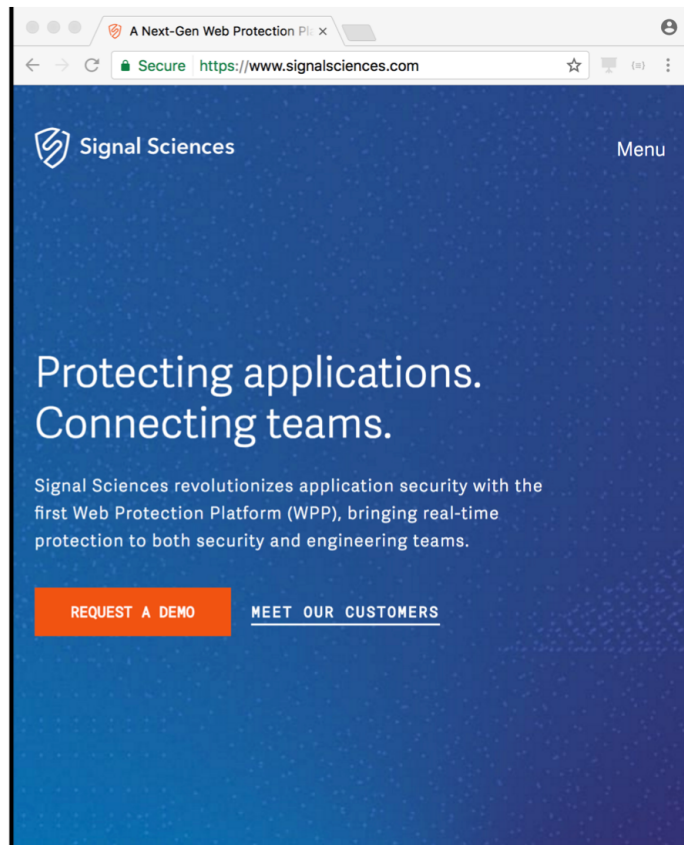 A Next-Gen Web Protection Pl
Secure https://www.signalsciences.com
Signal Sciences
Menu
Protecting applications.
Connecting teams.
Signal Sciences revolutionizes application security with the
first Web Protection Platform (WPP), bringing real-time
protection to both security and engineering teams.
REQUEST A DEMO MEET OUR CUSTOMERS